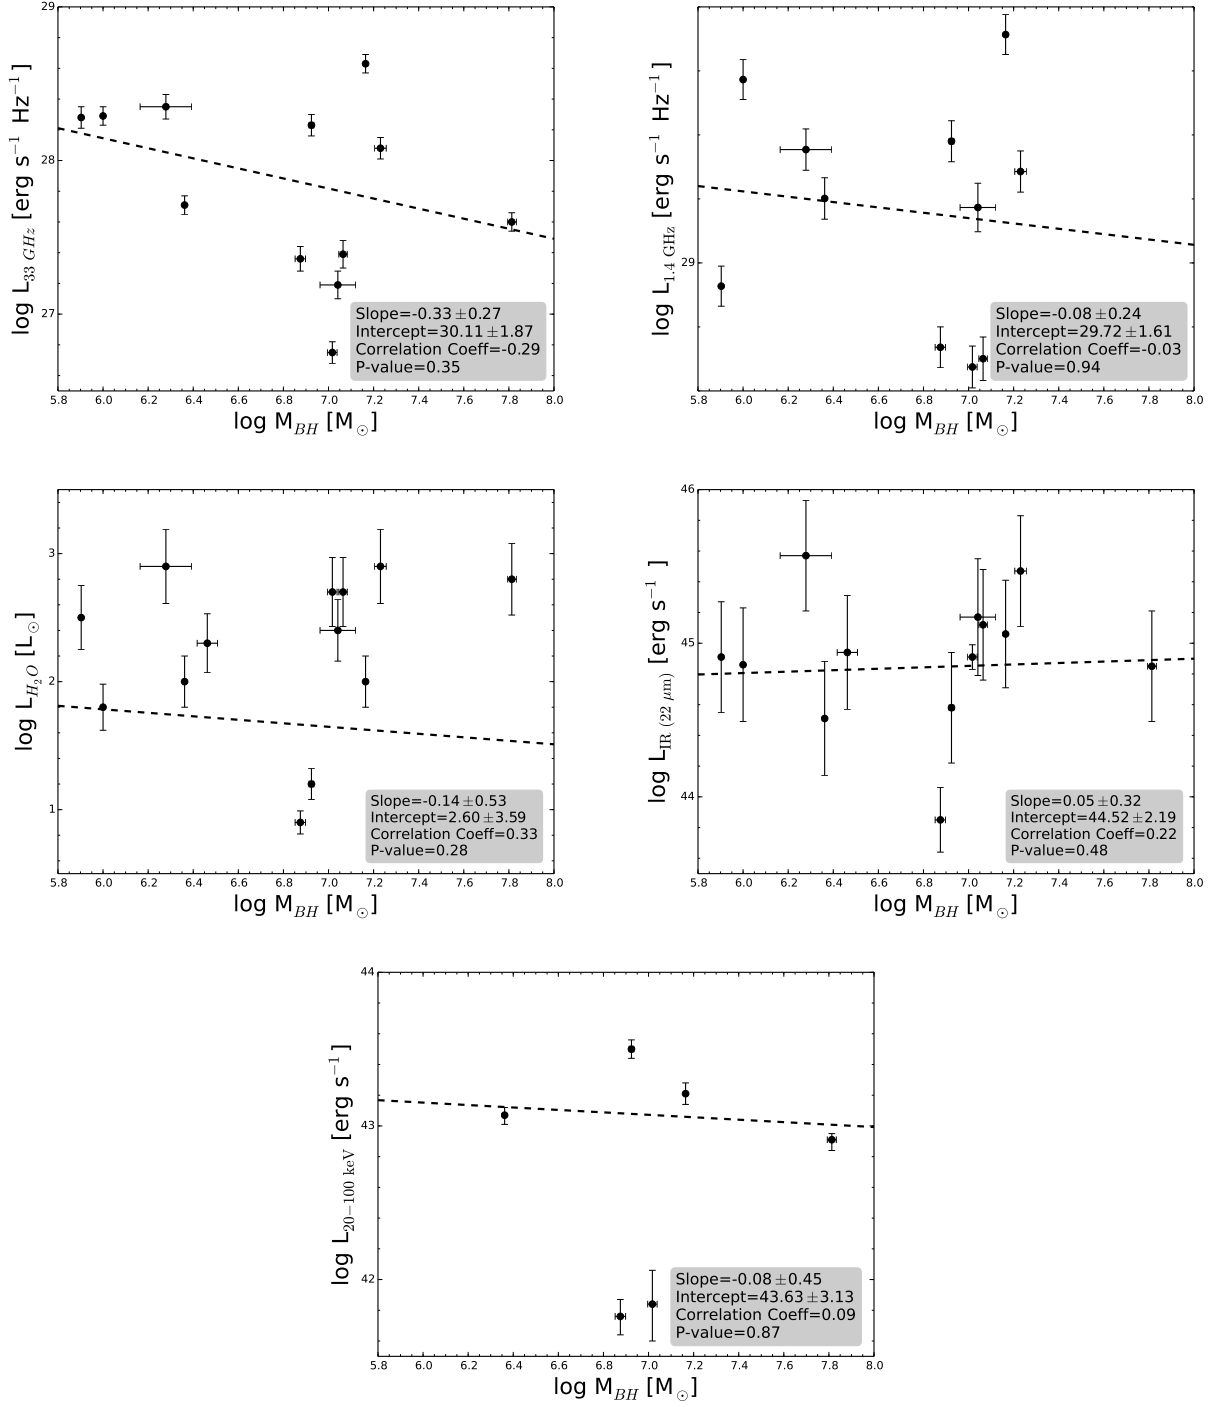 29
28
27
log L33 GHz [erg s−1 Hz−1]
Slope=-0.33±0.27
Intercept=30.11±1.87
Correlation Coeff=-0.29
P-value=0.35
5.8 6.0 6.2 6.4 6.6 6.8 7.0 7.2 7.4 7.6 7.8 8.0
log MBH [M⊙]
29
log L1.4 GHz [erg s−1 Hz−1]
Slope=-0.08±0.24
Intercept=29.72±1.61
Correlation Coeff=-0.03
P-value=0.94
5.8 6.0 6.2 6.4 6.6 6.8 7.0 7.2 7.4 7.6 7.8 8.0
log MBH [M⊙]
3
2
1
log LH2O [L⊙]
Slope=-0.14±0.53
Intercept=2.60±3.59
Correlation Coeff=0.33
P-value=0.28
5.8 6.0 6.2 6.4 6.6 6.8 7.0 7.2 7.4 7.6 7.8 8.0
log MBH [M⊙]
46
45
44
log LIR (22 μm) [erg s−1 ]
Slope=0.05±0.32
Intercept=44.52±2.19
Correlation Coeff=0.22
P-value=0.48
5.8 6.0 6.2 6.4 6.6 6.8 7.0 7.2 7.4 7.6 7.8 8.0
log MBH [M⊙]
44
43
42
log L20−100 keV [erg s−1]
Slope=-0.08±0.45
Intercept=43.63±3.13
Correlation Coeff=0.09
P-value=0.87
5.8 6.0 6.2 6.4 6.6 6.8 7.0 7.2 7.4 7.6 7.8 8.0
log MBH [M⊙]